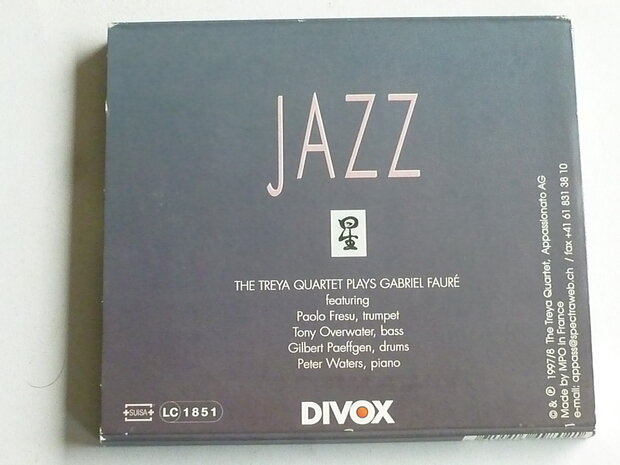 JAZZ
星
THE TREYA QUARTET PLAYS GABRIEL FAURÉ
featuring
Paolo Fresu, trumpet
Tony Overwater, bass
Gilbert Paeffgen, drums
Peter Waters, piano
+SUISA+ LC 1851
DIVOX
© & ℗ 1997/8 The Treya Quartet, Appassionato AG
Made by MPO in France
e-mail: appass@spectraweb.ch / fax +41 61 831 38 10